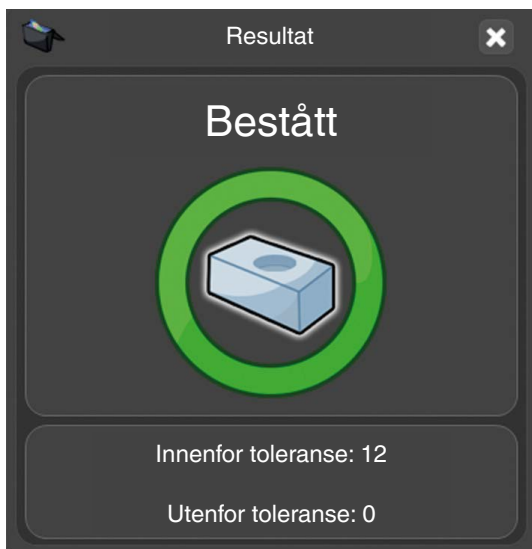 Resultat
Bestått
Innenfor toleranse: 12
Utenfor toleranse: 0